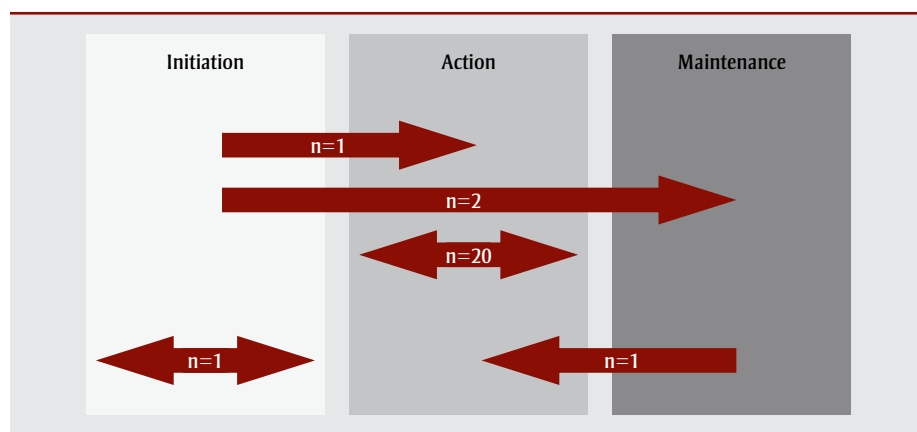 Initiation
Action
Maintenance
n=1
n=2
n=20
n=1
n=1